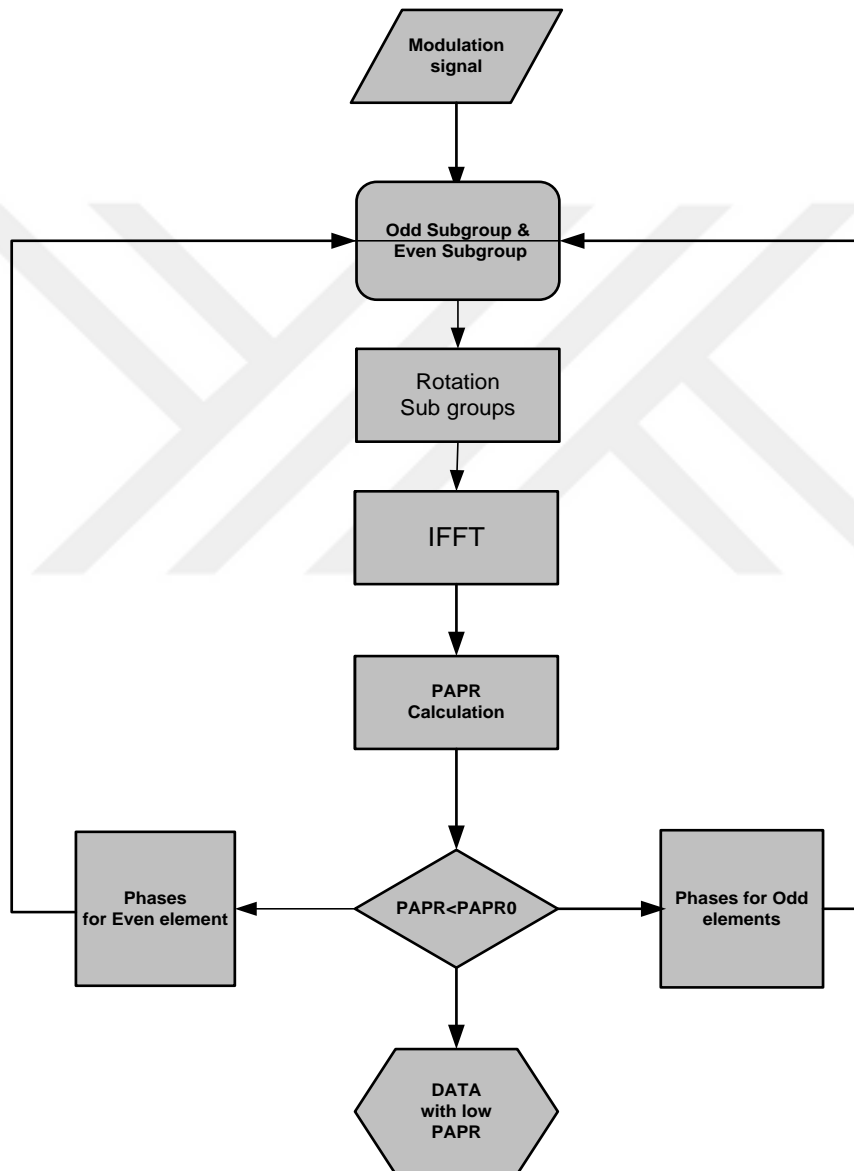 Modulation
signal
Odd Subgroup &
Even Subgroup
Rotation
Sub groups
IFFT
PAPR
Calculation
Phases
for Even element
PAPR<PAPR0
Phases for Odd
elements
DATA
with low
PAPR